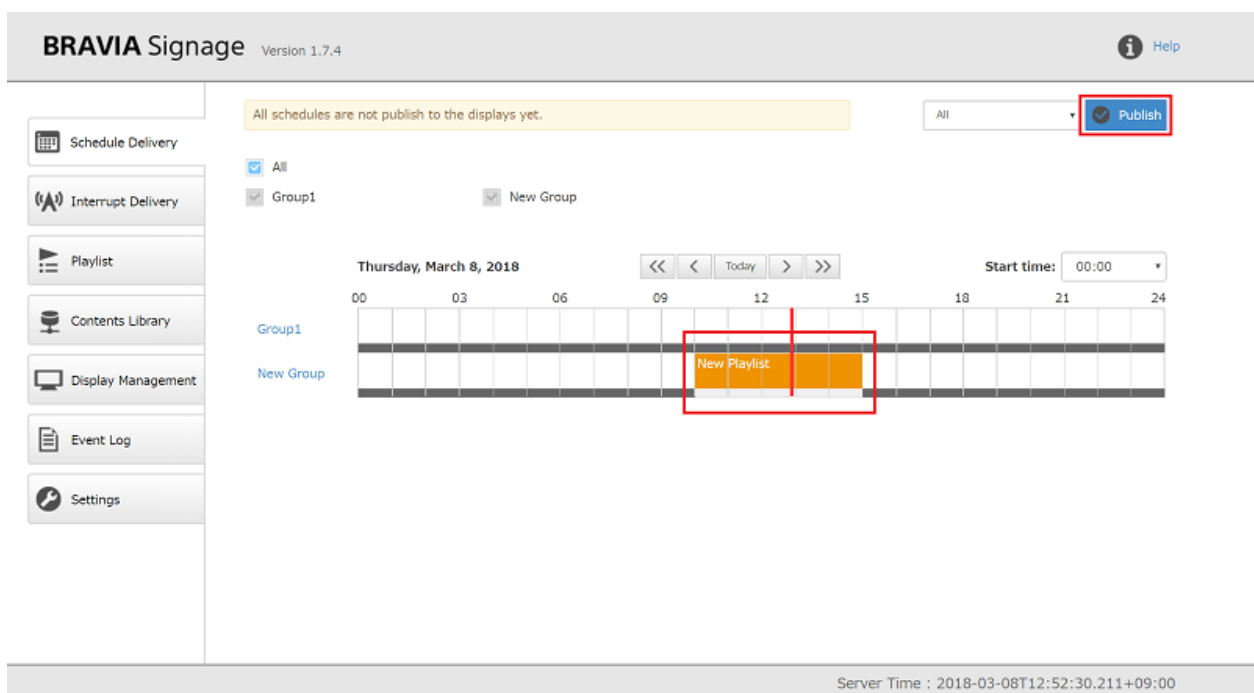 BRAVIA Signage Version 1.7.4
Help
All schedules are not publish to the displays yet.
All
Publish
Schedule Delivery
Interrupt Delivery
Playlist
Contents Library
Display Management
Event Log
Settings
All
Group1 New Group
Thursday, March 8, 2018 << < Today > >> Start time: 00:00
00 03 06 09 12 15 18 21 24
Group1
New Group New Playlist
Server Time : 2018-03-08T12:52:30.211+09:00